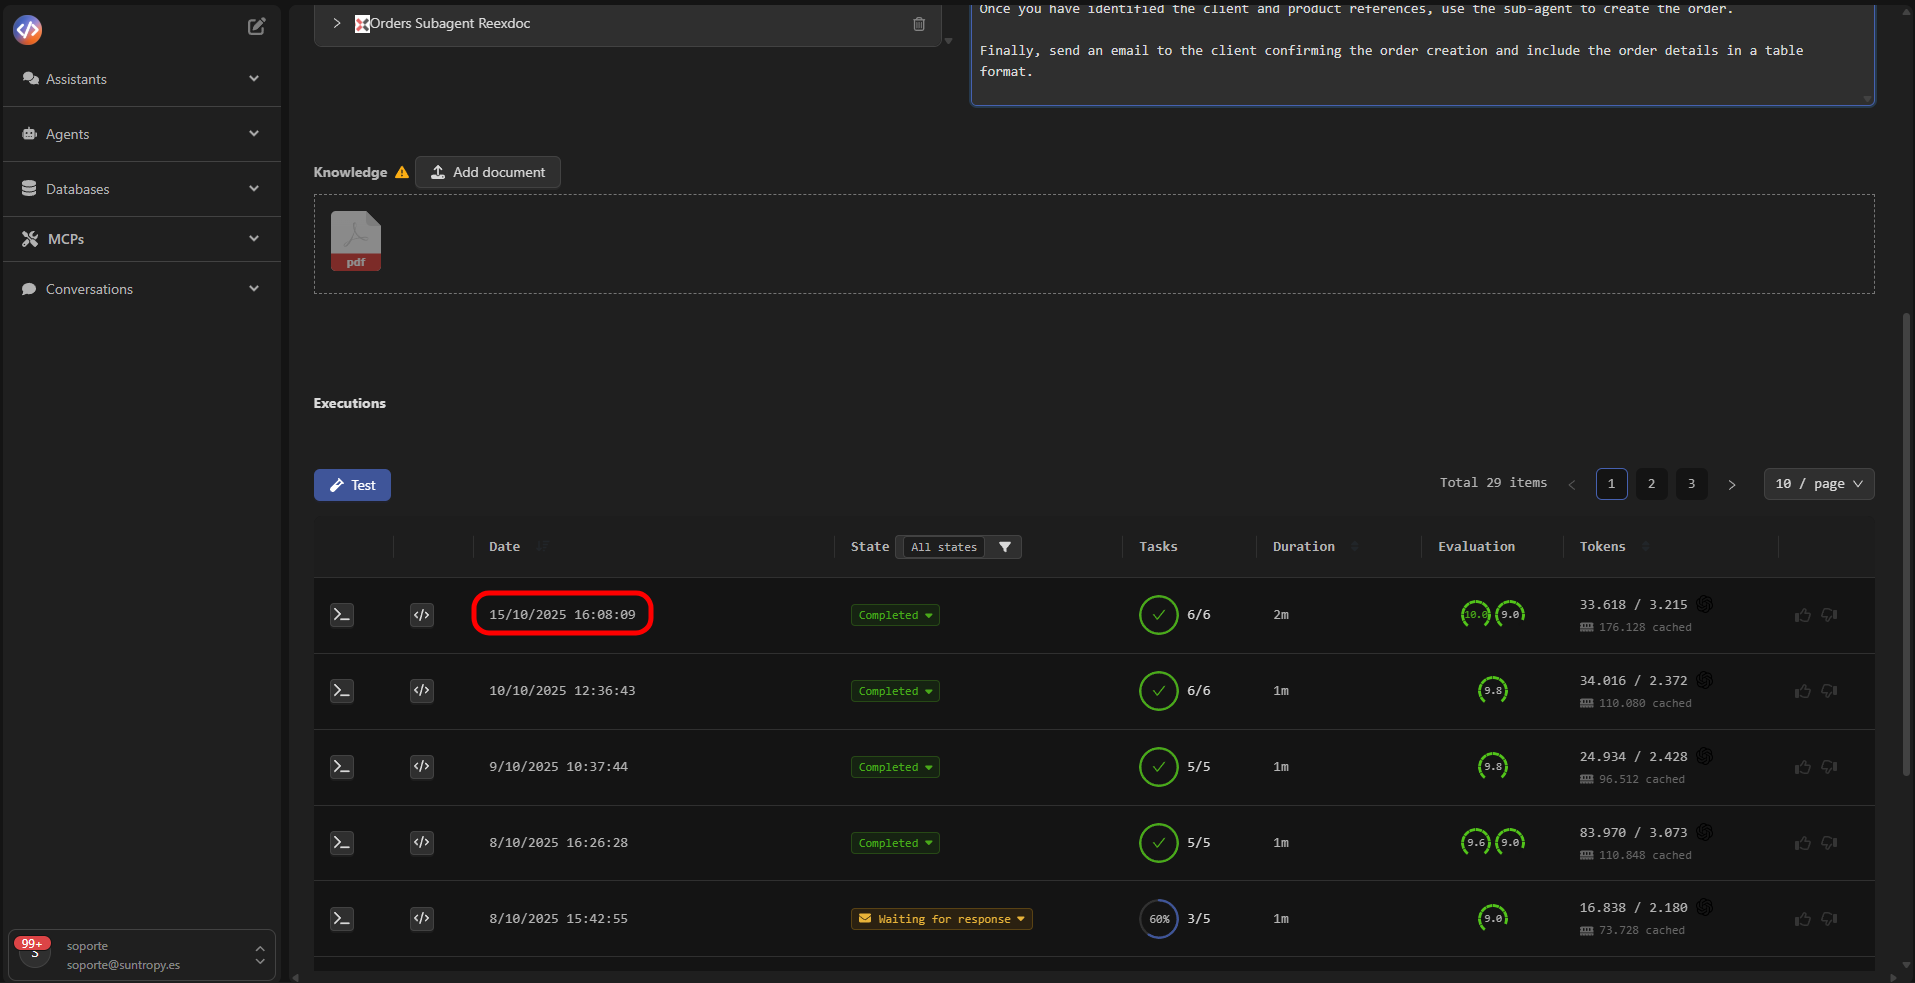 Orders Subagent Reexdoc
Once you have identified the client and product references, use the sub-agent to create the order.
Finally, send an email to the client confirming the order creation and include the order details in a table
format.
Assistants
Agents
Databases
MCPs
Conversations
Knowledge
Add document
pdf
Executions
Test
Total 29 items
1
2
3
10 / page
Date
State
All states
Tasks
Duration
Evaluation
Tokens
15/10/2025 16:08:09
Completed
6/6
2m
10.0
9.0
33.618 / 3.215
176.128 cached
10/10/2025 12:36:43
Completed
6/6
1m
9.8
34.016 / 2.372
110.080 cached
9/10/2025 10:37:44
Completed
5/5
1m
9.8
24.934 / 2.428
96.512 cached
8/10/2025 16:26:28
Completed
5/5
1m
9.6
9.0
83.970 / 3.073
110.848 cached
8/10/2025 15:42:55
Waiting for response
60%
3/5
1m
9.0
16.838 / 2.180
73.728 cached
99+
soporte
soporte@suntropy.es